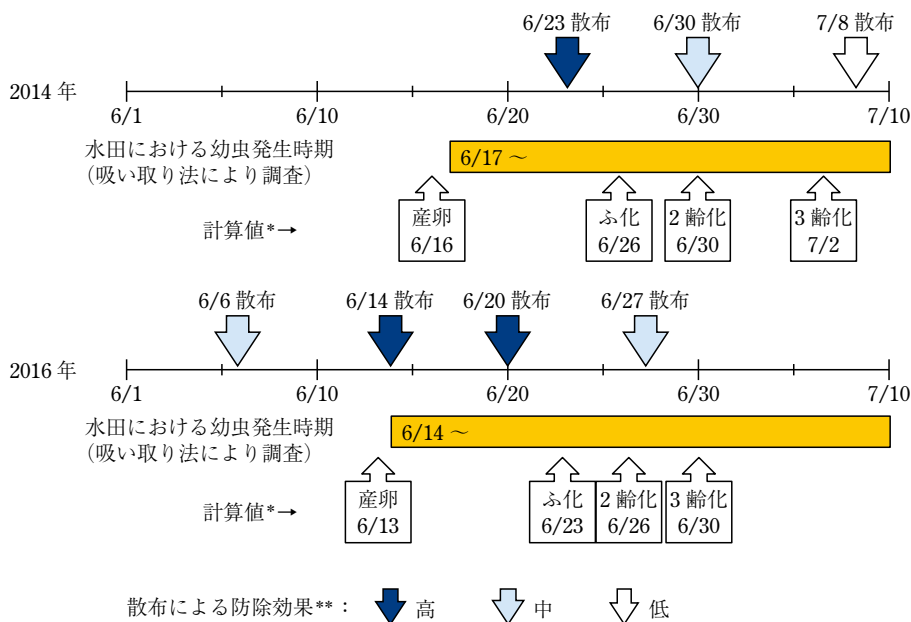 6/23 散布 6/30 散布 7/8 散布
2014 年
6/1 6/10 6/20 6/30 7/10
水田における幼虫発生時期
(吸い取り法により調査)
6/17 ～
計算値*→
産卵
6/16
ふ化
6/26
2 齢化
6/30
3 齢化
7/2
6/6 散布 6/14 散布 6/20 散布 6/27 散布
2016 年
6/1 6/10 6/20 6/30 7/10
水田における幼虫発生時期
(吸い取り法により調査)
6/14 ～
計算値*→
産卵
6/13
ふ化
6/23
2 齢化
6/26
3 齢化
6/30
散布による防除効果**： 高 中 低